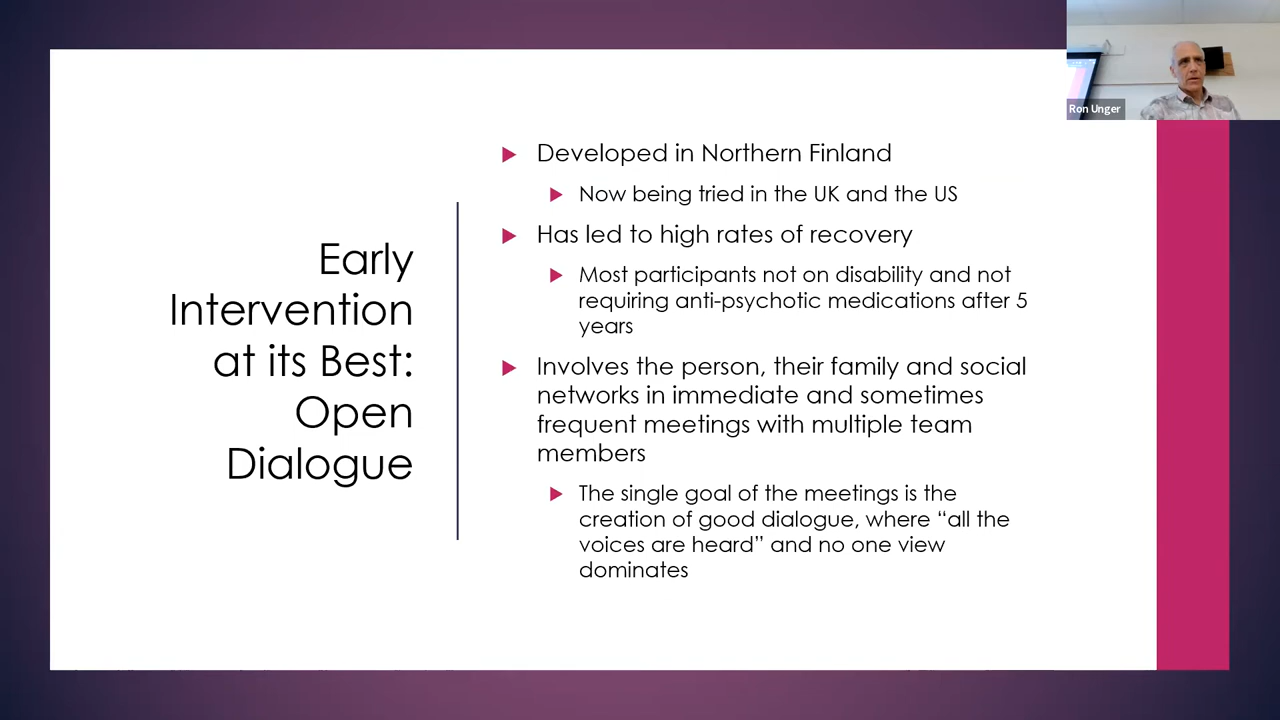 Ron Unger
Early
Intervention
at its Best:
Open
Dialogue
Developed in Northern Finland
Now being tried in the UK and the US
Has led to high rates of recovery
Most participants not on disability and not
requiring anti-psychotic medications after 5
years
Involves the person, their family and social
networks in immediate and sometimes
frequent meetings with multiple team
members
The single goal of the meetings is the
creation of good dialogue, where “all the
voices are heard” and no one view
dominates